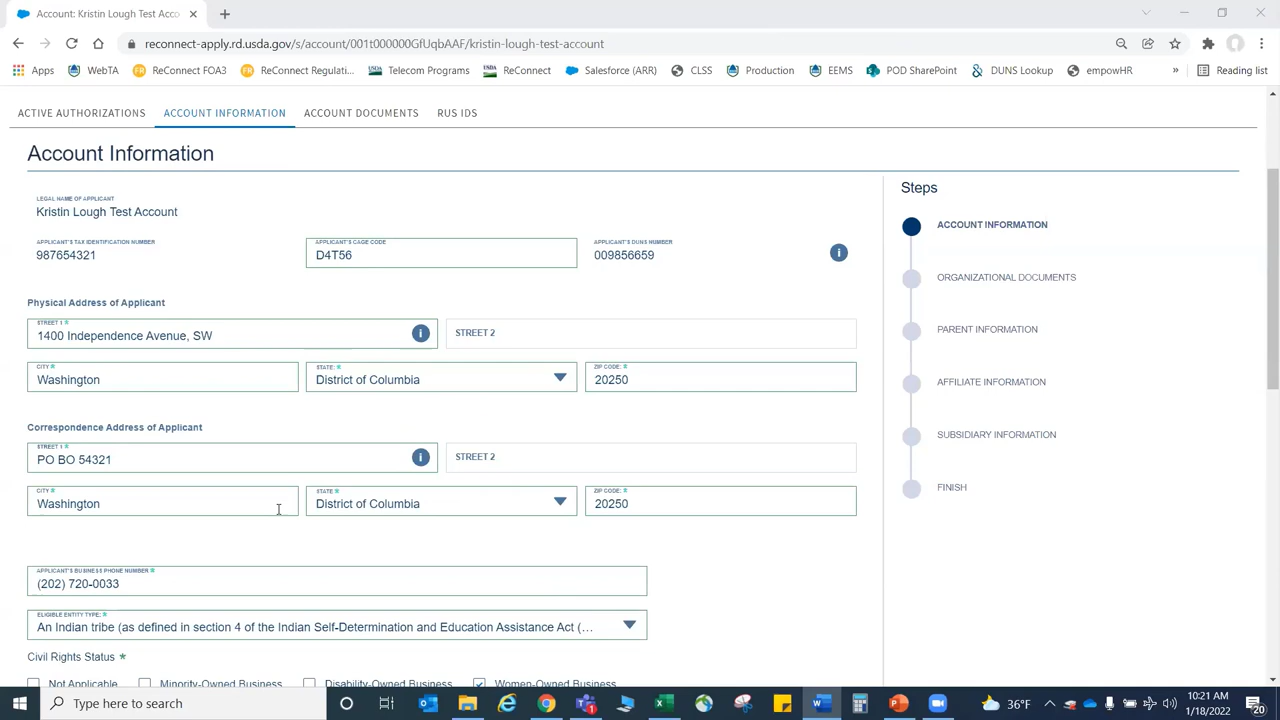 Account: Kristin Lough Test Acco
reconnect-apply.rd.usda.gov/s/account/001t000000GfUqbAAF/kristin-lough-test-account
Apps WebTA ReConnect FOA3 ReConnect Regulati... Telecom Programs ReConnect Salesforce (ARR) CLSS Production EEMS POD SharePoint DUNS Lookup empowHR » Reading list
ACTIVE AUTHORIZATIONS ACCOUNT INFORMATION ACCOUNT DOCUMENTS RUS IDS
Account Information
Steps
LEGAL NAME OF APPLICANT
Kristin Lough Test Account
ACCOUNT INFORMATION
APPLICANT'S TAX IDENTIFICATION NUMBER APPLICANT'S CAGE CODE APPLICANT'S DUNS NUMBER
987654321 D4T56 009856659
ORGANIZATIONAL DOCUMENTS
Physical Address of Applicant
STREET 1 *
1400 Independence Avenue, SW STREET 2
PARENT INFORMATION
CITY * STATE: * ZIP CODE: *
Washington District of Columbia 20250
AFFILIATE INFORMATION
Correspondence Address of Applicant
SUBSIDIARY INFORMATION
STREET 1 *
PO BO 54321 STREET 2
CITY * STATE * ZIP CODE: *
Washington District of Columbia 20250
FINISH
APPLICANT'S BUSINESS PHONE NUMBER *
(202) 720-0033
ELIGIBLE ENTITY TYPE: *
An Indian tribe (as defined in section 4 of the Indian Self-Determination and Education Assistance Act (…
Civil Rights Status *
Not Applicable Minority-Owned Business Disability-Owned Business Women-Owned Business
Type here to search
36°F
10:21 AM
1/18/2022
20